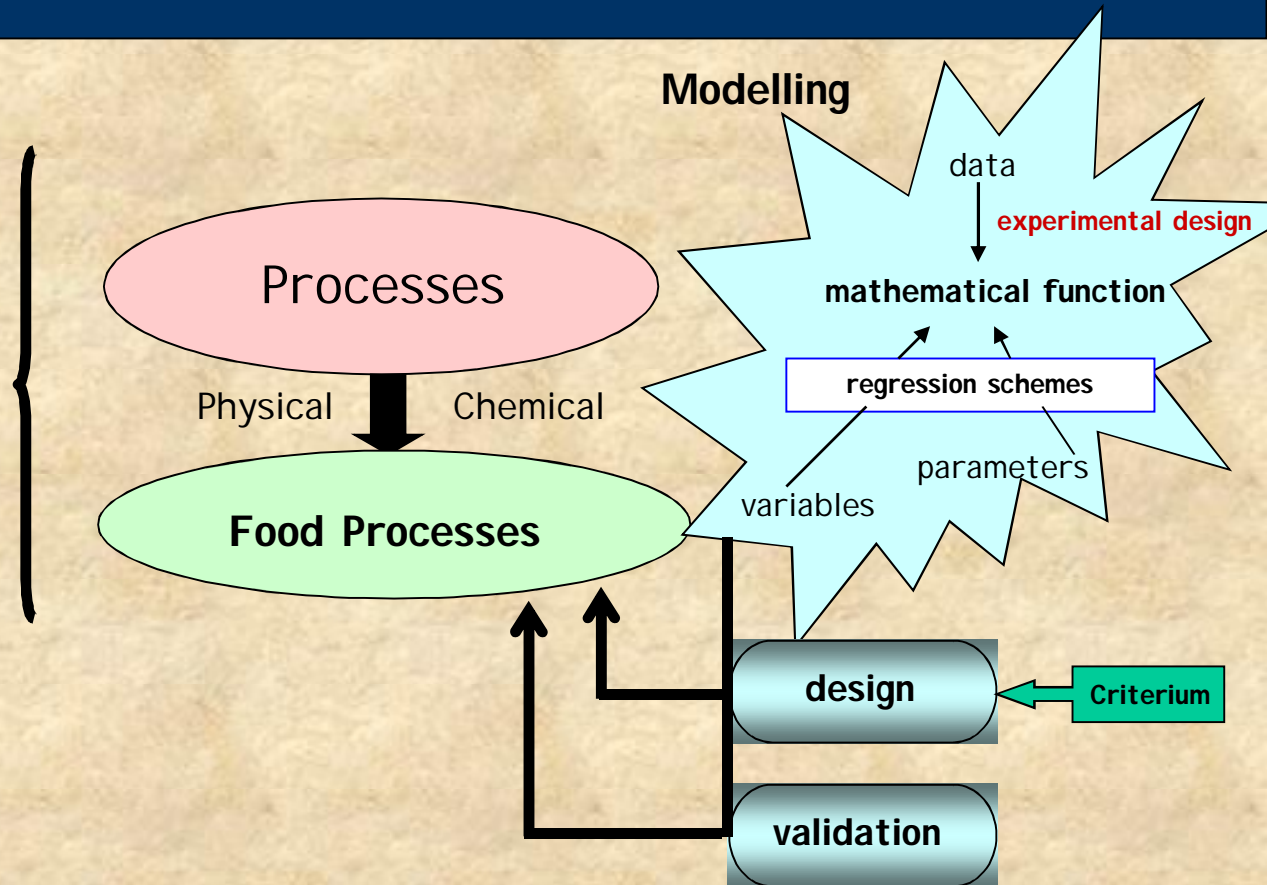 Modelling
data
experimental design
mathematical function
regression schemes
parameters
variables
Processes
Physical
Chemical
Food Processes
design
Criterium
validation